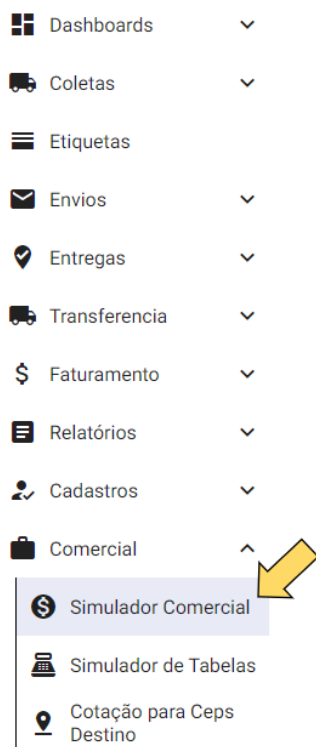 Dashboards
Coletas
Etiquetas
Envios
Entregas
Transferencia
Faturamento
Relatórios
Cadastros
Comercial
Simulador Comercial
Simulador de Tabelas
Cotação para Ceps
Destino